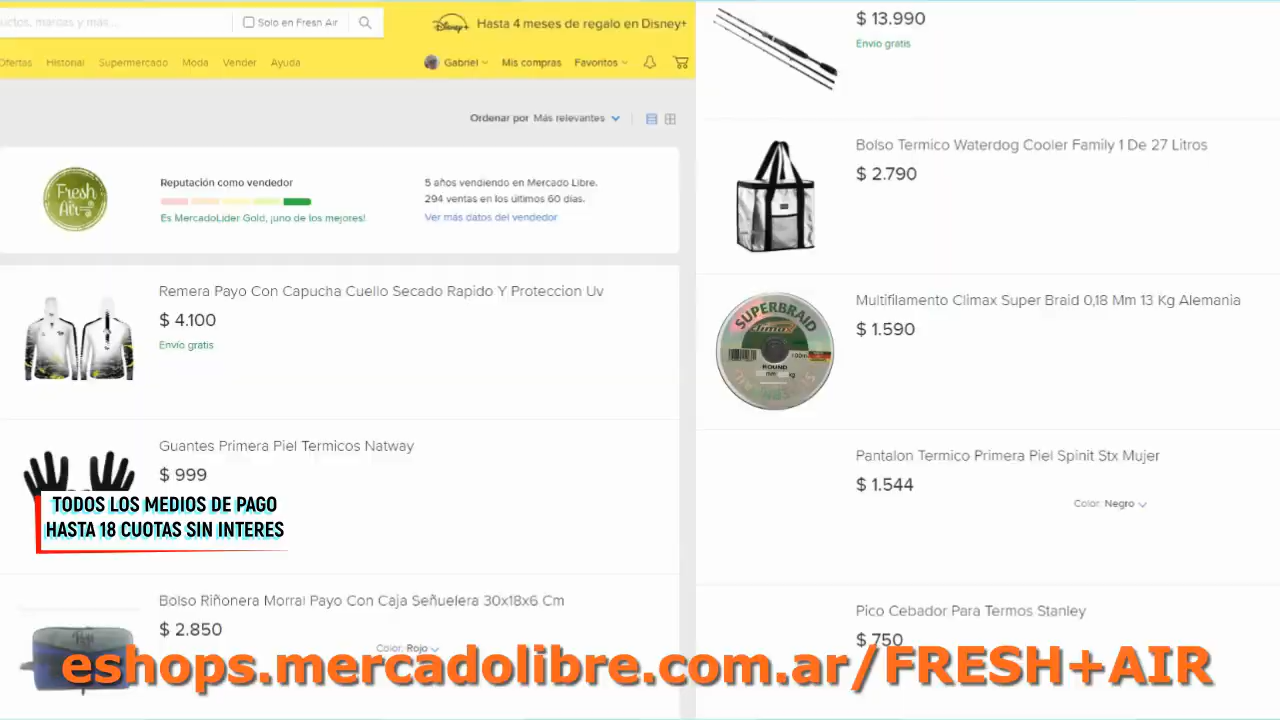 Solo en Fresh Air
Hasta 4 meses de regalo en Disney+
Ofertas Historial Supermercado Moda Vender Ayuda
Gabriel Mis compras Favoritos
Ordenar por Más relevantes
Fresh Air
Reputación como vendedor
Es MercadoLíder Gold, ¡uno de los mejores!
5 años vendiendo en Mercado Libre.
294 ventas en los últimos 60 días.
Ver más datos del vendedor
Remera Payo Con Capucha Cuello Secado Rapido Y Proteccion Uv
$ 4.100
Envío gratis
Guantes Primera Piel Termicos Natway
$ 999
TODOS LOS MEDIOS DE PAGO
HASTA 18 CUOTAS SIN INTERES
Bolso Riñonera Morral Payo Con Caja Señuelera 30x18x6 Cm
$ 2.850
Color: Rojo
$ 13.990
Envío gratis
Bolso Termico Waterdog Cooler Family 1 De 27 Litros
$ 2.790
Multifilamento Climax Super Braid 0,18 Mm 13 Kg Alemania
$ 1.590
SUPERBRAID
climax
ROUND
Pantalon Termico Primera Piel Spinit Stx Mujer
$ 1.544
Color: Negro
Pico Cebador Para Termos Stanley
$ 750
eshops.mercadolibre.com.ar/FRESH+AIR